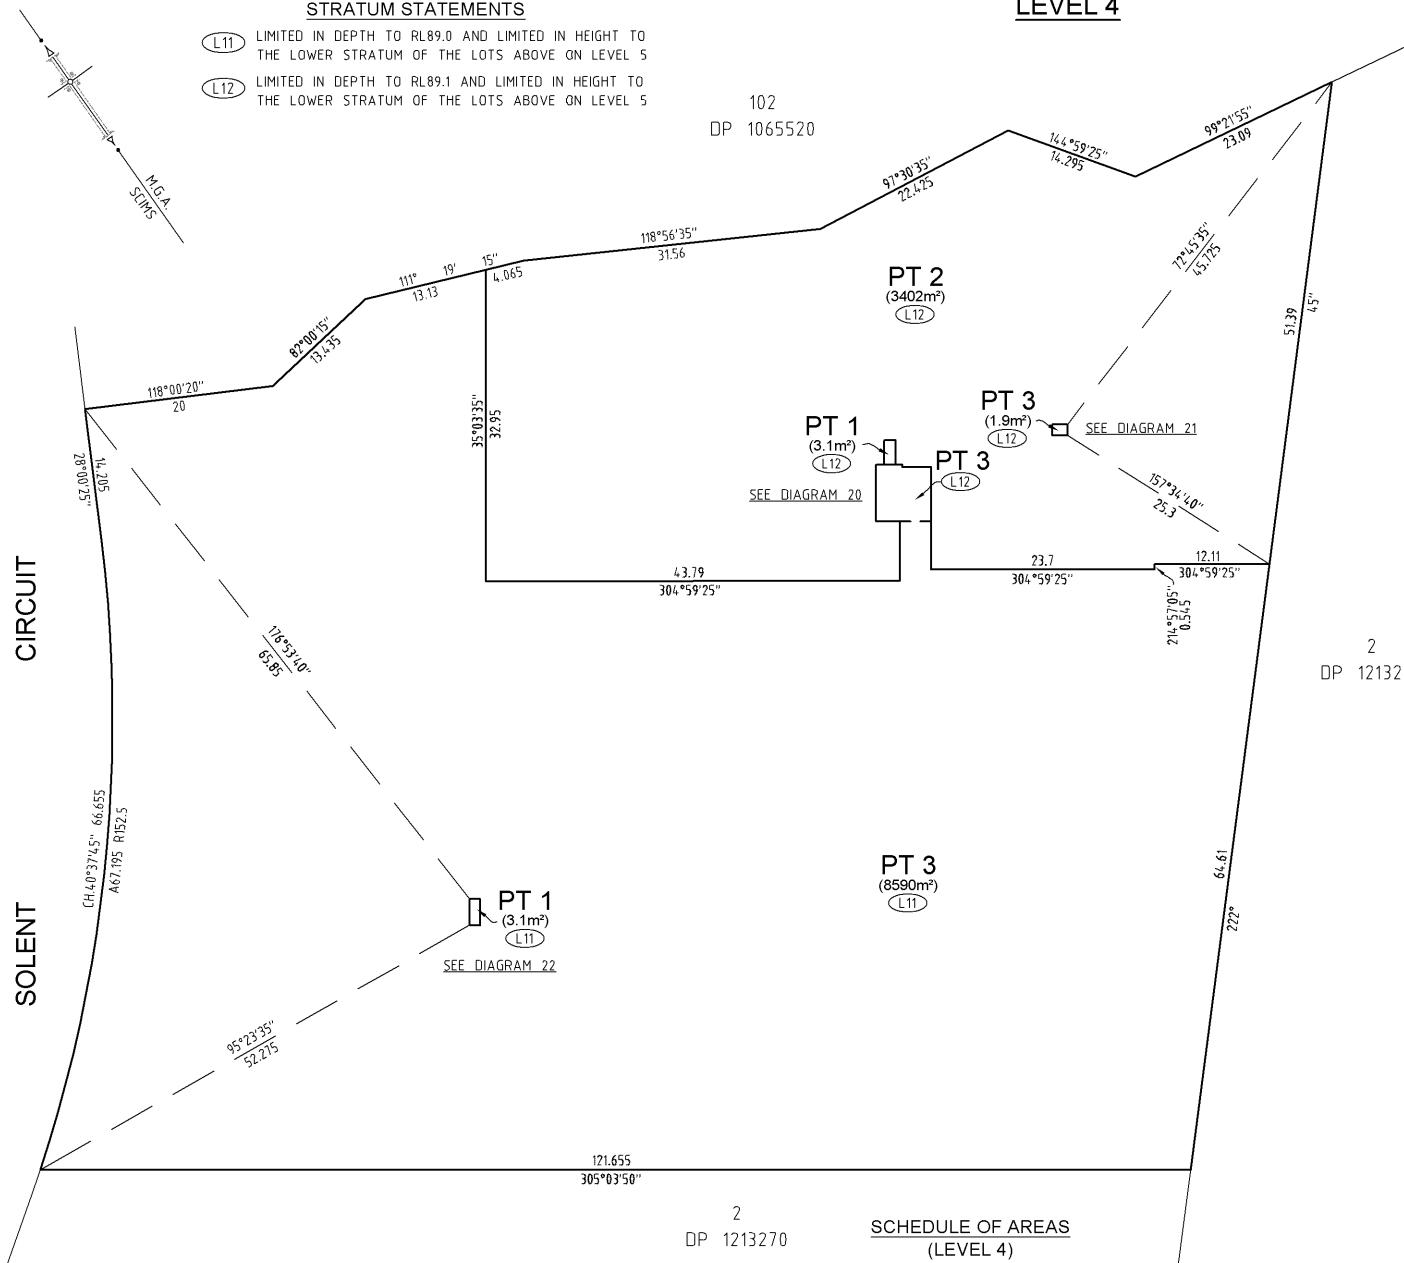 STRATUM STATEMENTS
LEVEL 4
L11 LIMITED IN DEPTH TO RL89.0 AND LIMITED IN HEIGHT TO
THE LOWER STRATUM OF THE LOTS ABOVE ON LEVEL 5
L12 LIMITED IN DEPTH TO RL89.1 AND LIMITED IN HEIGHT TO
THE LOWER STRATUM OF THE LOTS ABOVE ON LEVEL 5
M.G.A.
SCIMS
102
DP 1065520
99°21'55"
23.09
144°59'25"
14.295
97°30'35"
22.425
118°56'35"
31.56
111° 19' 15"
13.13
4.065
82°00'15"
13.435
118°00'20"
20
72°45'35"
45.725
PT 2
(3402m²)
L12
51.39
45"
35°03'35"
32.95
PT 3
(1.9m²)
L12
SEE DIAGRAM 21
PT 1
(3.1m²)
L12
PT 3
L12
SEE DIAGRAM 20
14.205
28°00'25"
157°34'40"
25.3
43.79
304°59'25"
23.7
304°59'25"
12.11
304°59'25"
214°57'05"
0.545
CIRCUIT
176°53'40"
65.85
2
DP 12132
CH.40°37'45" 66.655
A67.195 R152.5
64.61
222°
PT 3
(8590m²)
L11
PT 1
(3.1m²)
L11
SEE DIAGRAM 22
SOLENT
95°23'35"
52.275
121.655
305°03'50"
2
DP 1213270
SCHEDULE OF AREAS
(LEVEL 4)